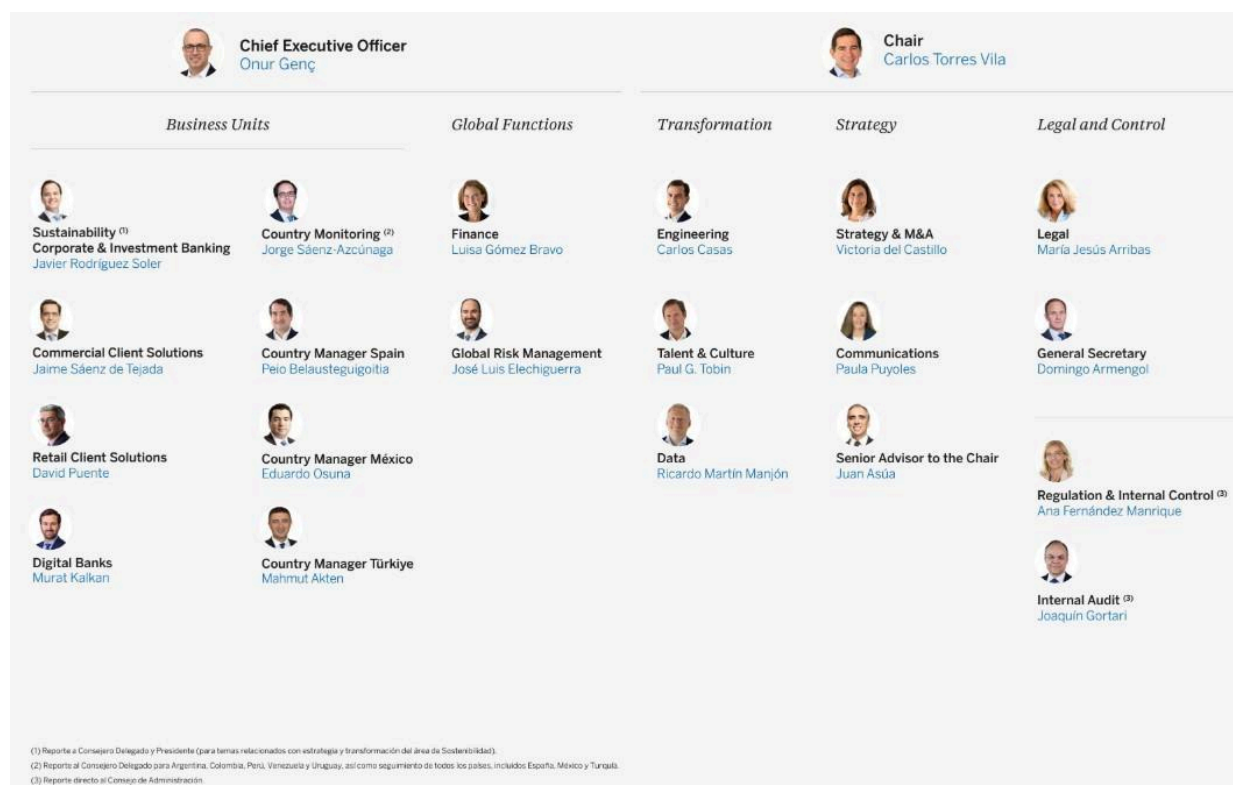 Chief Executive Officer
Onur Genç
Chair
Carlos Torres Vila
Business Units
Global Functions
Transformation
Strategy
Legal and Control
Sustainability (1)
Corporate & Investment Banking
Javier Rodríguez Soler
Country Monitoring (2)
Jorge Sáenz-Azcúnaga
Finance
Luisa Gómez Bravo
Engineering
Carlos Casas
Strategy & M&A
Victoria del Castillo
Legal
María Jesús Arribas
Commercial Client Solutions
Jaime Sáenz de Tejada
Country Manager Spain
Peio Belausteguigoitia
Global Risk Management
José Luis Elechiguerra
Talent & Culture
Paul G. Tobin
Communications
Paula Puyoles
General Secretary
Domingo Armengol
Retail Client Solutions
David Puente
Country Manager México
Eduardo Osuna
Data
Ricardo Martín Manjón
Senior Advisor to the Chair
Juan Asúa
Regulation & Internal Control (3)
Ana Fernández Manrique
Digital Banks
Murat Kalkan
Country Manager Türkiye
Mahmut Akten
Internal Audit (3)
Joaquín Gortari
(1) Reporte a Consejero Delegado y Presidente (para temas relacionados con estrategia y transformación del área de Sostenibilidad).
(2) Reporte al Consejero Delegado para Argentina, Colombia, Perú, Venezuela y Uruguay, así como seguimiento de todos los países, incluidos España, México y Turquía.
(3) Reporte directo al Consejo de Administración.